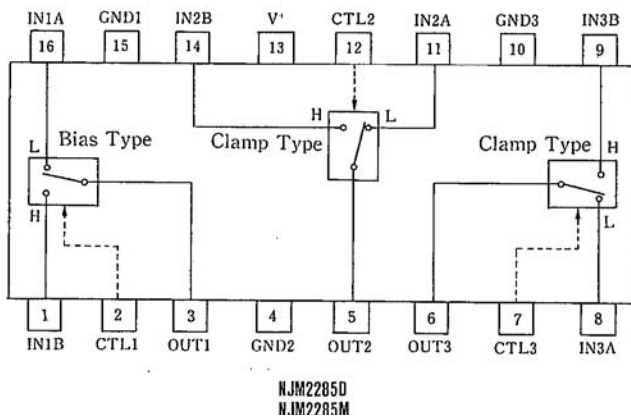 IN1A GND1 IN2B V+ CTL2 IN2A GND3 IN3B
16 15 14 13 12 11 10 9
H L
L Bias Type Clamp Type Clamp Type H
H L
1 2 3 4 5 6 7 8
IN1B CTL1 OUT1 GND2 OUT2 OUT3 CTL3 IN3A
NJM2285D
NJM2285M